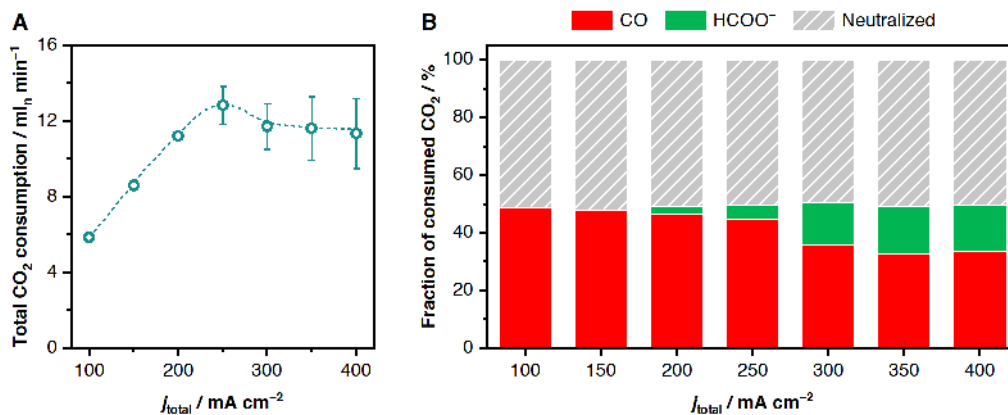 A
Total CO₂ consumption / mlₙ min⁻¹
16
12
8
4
0
100
200
300
400
j_total / mA cm⁻²
B
CO
HCOO⁻
Neutralized
Fraction of consumed CO₂ / %
100
80
60
40
20
0
100
150
200
250
300
350
400
j_total / mA cm⁻²